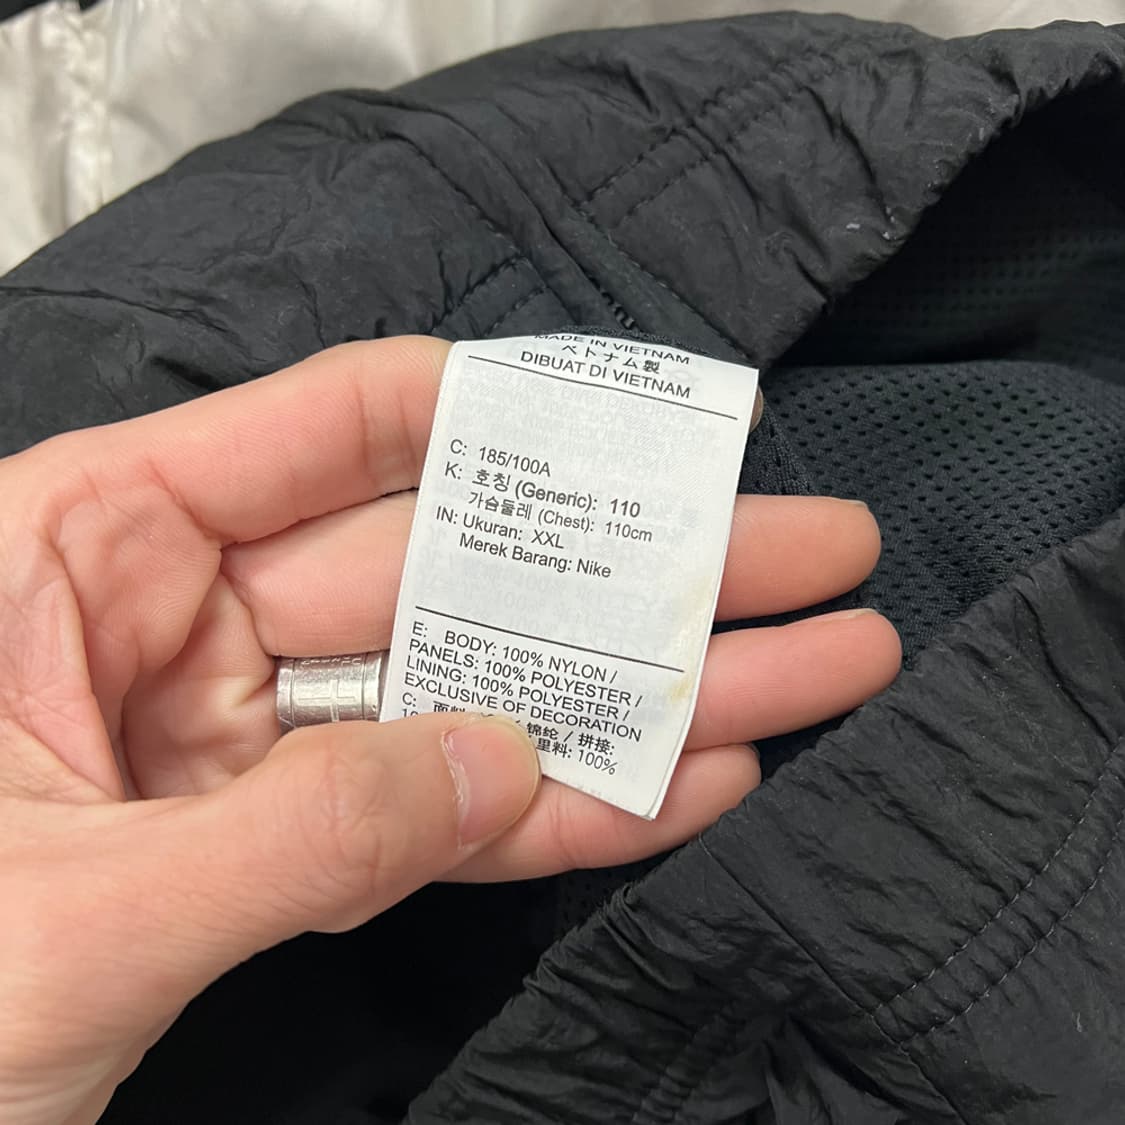 MADE IN VIETNAM
ベトナム製
DIBUAT DI VIETNAM
C: 185/100A
K: 호칭 (Generic): 110
가슴둘레 (Chest): 110cm
IN: Ukuran: XXL
Merek Barang: Nike
E: BODY: 100% NYLON /
PANELS: 100% POLYESTER /
LINING: 100% POLYESTER /
EXCLUSIVE OF DECORATION
C: 面料: 锦纶 / 拼接:
里料: 100%